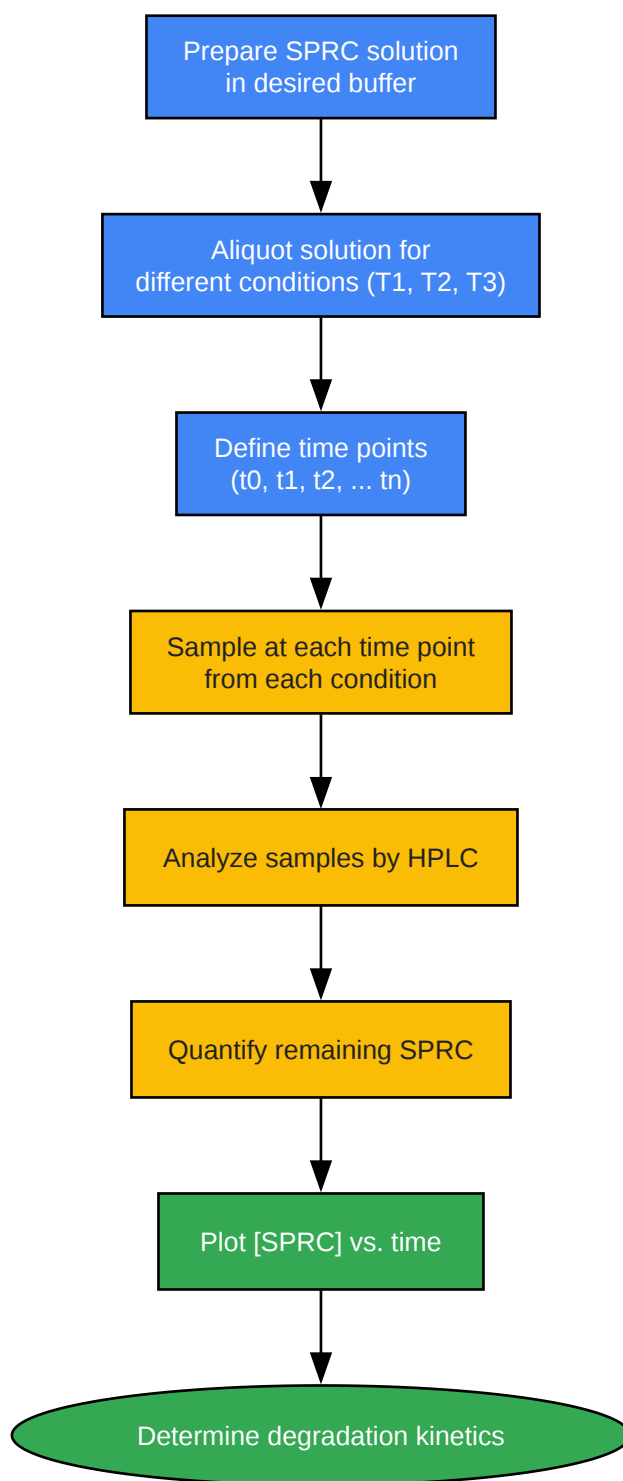 Prepare SPRC solution
in desired buffer
Aliquot solution for
different conditions (T1, T2, T3)
Define time points
(t0, t1, t2, ... tn)
Sample at each time point
from each condition
Analyze samples by HPLC
Quantify remaining SPRC
Plot [SPRC] vs. time
Determine degradation kinetics